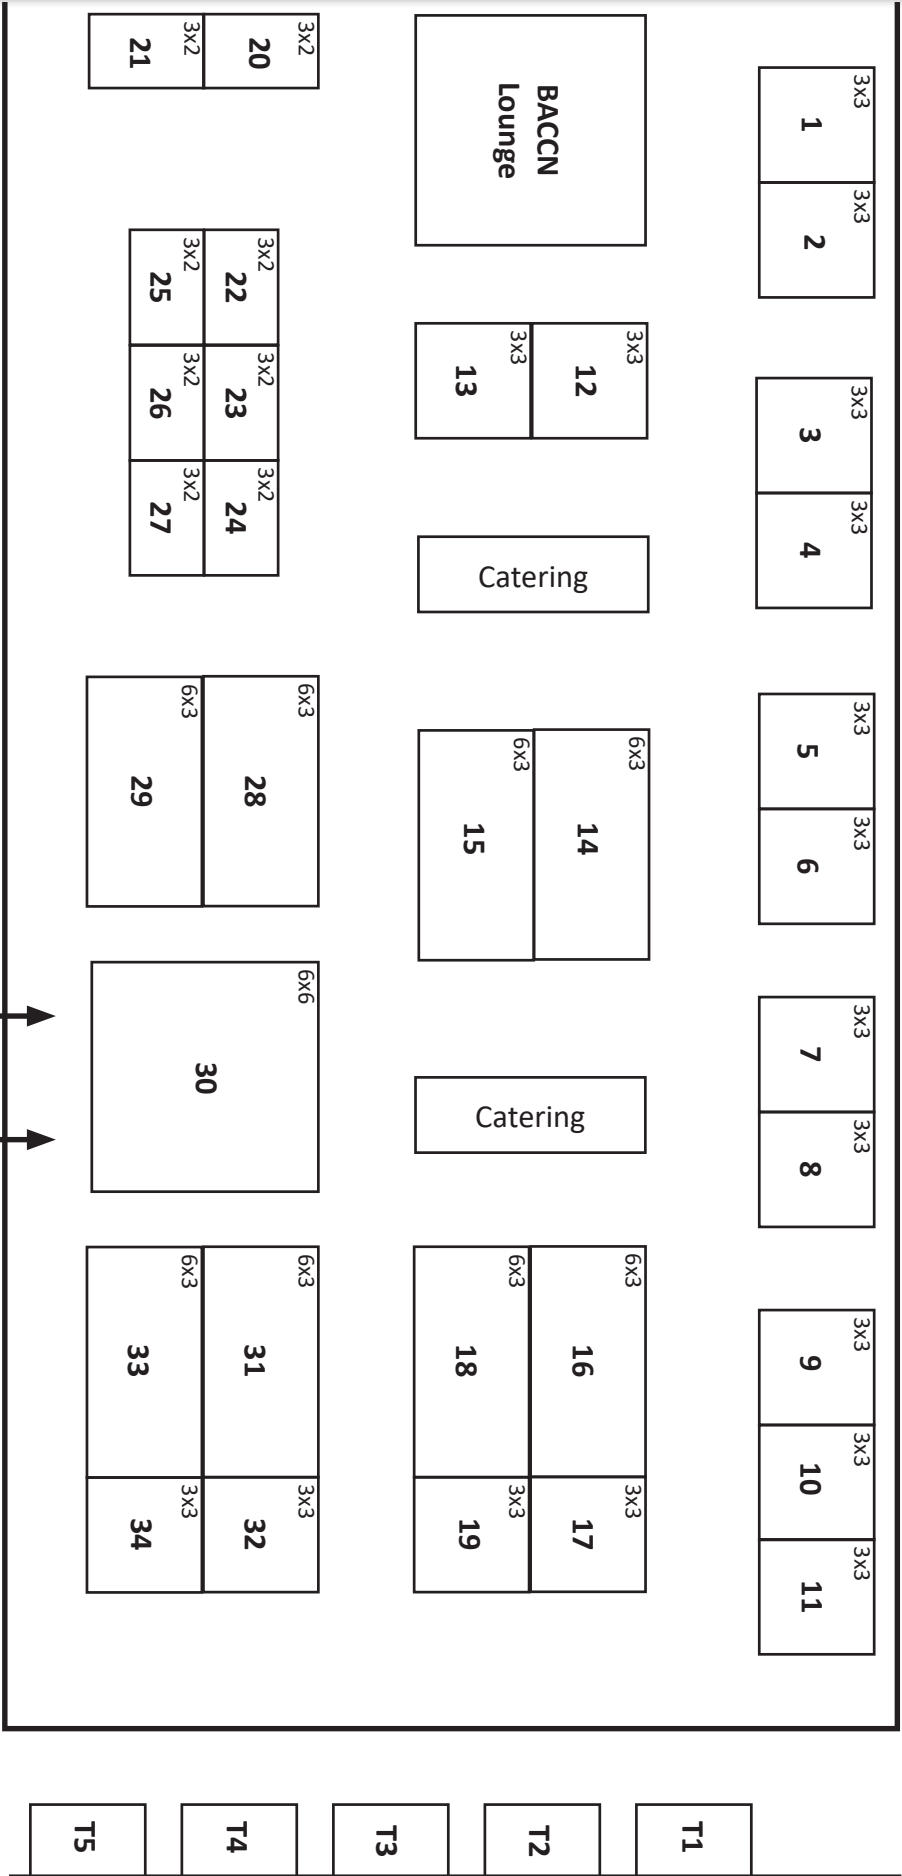 3x2
21
3x2
20
BACCN
Lounge
3x3
1
3x3
2
3x2
25
3x2
22
3x2
26
3x2
23
3x2
27
3x2
24
3x3
13
3x3
12
Catering
3x3
3
3x3
4
6x3
29
6x3
28
6x3
15
6x3
14
3x3
5
3x3
6
6x6
30
Catering
3x3
7
3x3
8
6x3
33
6x3
31
3x3
34
3x3
32
6x3
18
6x3
16
3x3
19
3x3
17
3x3
9
3x3
10
3x3
11
T5
T4
T3
T2
T1